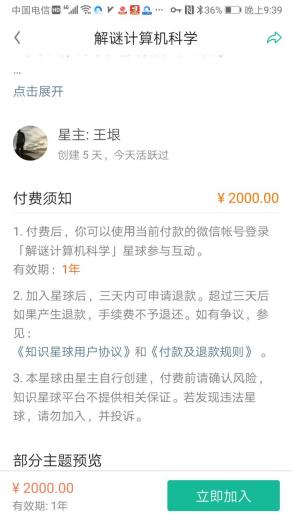 中国电信 HD 4G 36% 晚上9:39
解谜计算机科学
...
点击展开
星主: 王垠
创建 5 天，今天活跃过
付费须知 ¥ 2000.00
1. 付费后，你可以使用当前付款的微信帐号登录
「解谜计算机科学」星球参与互动。
有效期: 1年
2. 加入星球后，三天内可申请退款。超过三天后
如果产生退款，手续费不予退还。如有争议，参
见：
《知识星球用户协议》和《付款及退款规则》 。
3. 本星球由星主自行创建，付费前请确认风险，
知识星球平台不提供相关保证。若发现违法星
球，请勿加入，并投诉。
部分主题预览
¥ 2000.00
有效期: 1年
立即加入